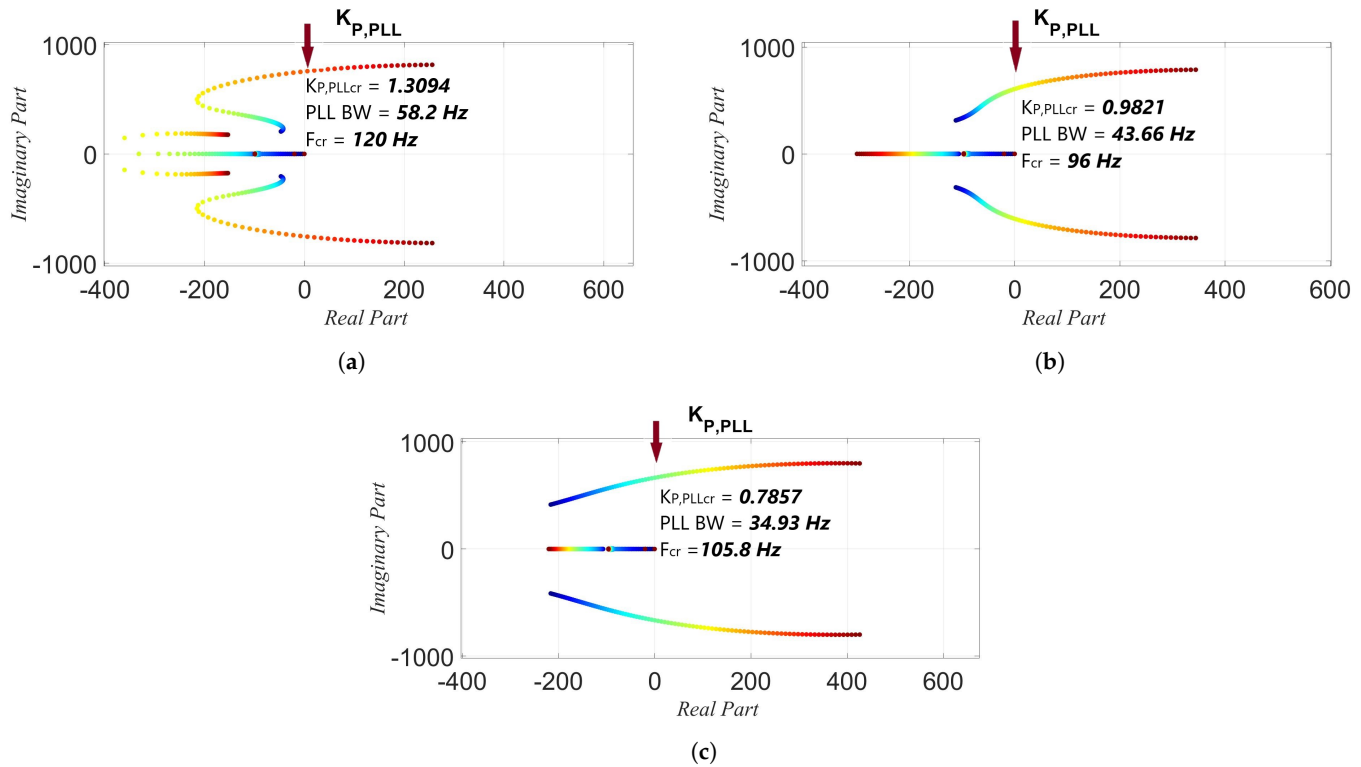 K_P,PLL
1000
0
-1000
Imaginary Part
K_P,PLLcr = 1.3094
PLL BW = 58.2 Hz
F_cr = 120 Hz
-400 -200 0 200 400 600
Real Part
(a)
K_P,PLL
1000
0
-1000
Imaginary Part
K_P,PLLcr = 0.9821
PLL BW = 43.66 Hz
F_cr = 96 Hz
-400 -200 0 200 400 600
Real Part
(b)
K_P,PLL
1000
0
-1000
Imaginary Part
K_P,PLLcr = 0.7857
PLL BW = 34.93 Hz
F_cr =105.8 Hz
-400 -200 0 200 400 600
Real Part
(c)